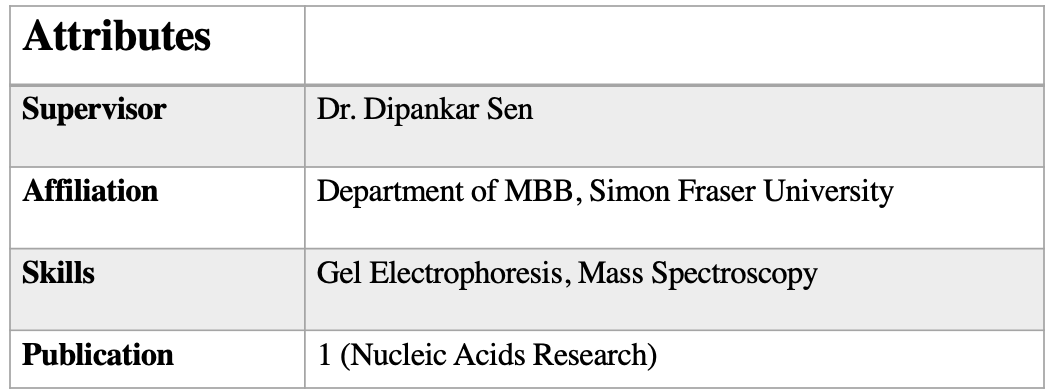 Attributes
Supervisor Dr. Dipankar Sen
Affiliation Department of MBB, Simon Fraser University
Skills Gel Electrophoresis, Mass Spectroscopy
Publication 1 (Nucleic Acids Research)